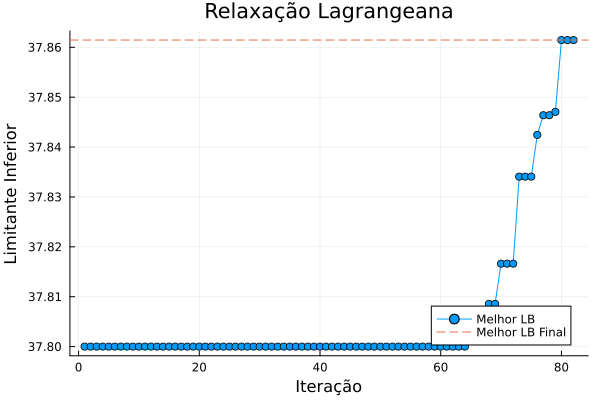 Relaxação Lagrangeana
Limitante Inferior
37.86
37.85
37.84
37.83
37.82
37.81
37.80
0 20 40 60 80
Iteração
Melhor LB
Melhor LB Final